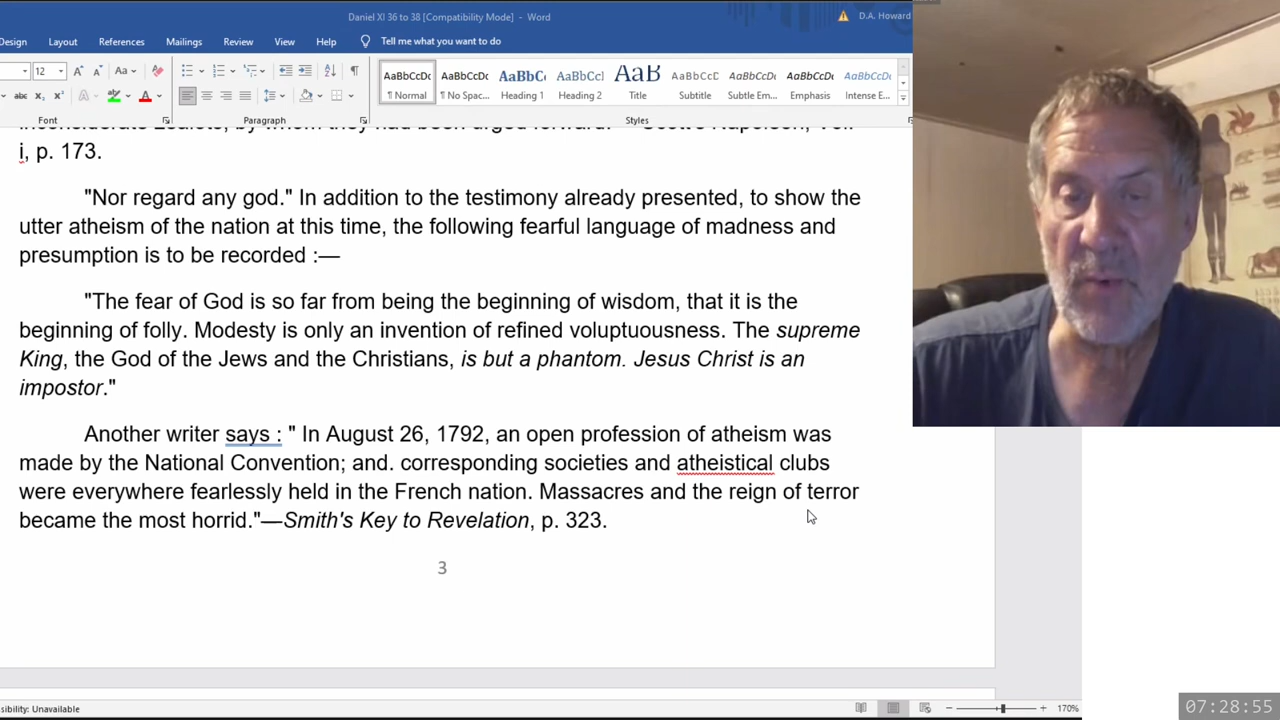 Daniel XI 36 to 38 [Compatibility Mode] - Word
D.A. Howard
Design Layout References Mailings Review View Help Tell me what you want to do
12 Aa
AaBbCcDc AaBbCcDc AaBbC AaBbCcl AaB AaBbCcD AaBbCcDc AaBbCcDc AaBbCcDc
¶ Normal ¶ No Spac... Heading 1 Heading 2 Title Subtitle Subtle Em... Emphasis Intense E...
abc X₂ X² A A
Font Paragraph Styles
i, p. 173.
"Nor regard any god." In addition to the testimony already presented, to show the
utter atheism of the nation at this time, the following fearful language of madness and
presumption is to be recorded :—
"The fear of God is so far from being the beginning of wisdom, that it is the
beginning of folly. Modesty is only an invention of refined voluptuousness. The supreme
King, the God of the Jews and the Christians, is but a phantom. Jesus Christ is an
impostor."
Another writer says : " In August 26, 1792, an open profession of atheism was
made by the National Convention; and. corresponding societies and atheistical clubs
were everywhere fearlessly held in the French nation. Massacres and the reign of terror
became the most horrid."—Smith's Key to Revelation, p. 323.
3
sibility: Unavailable
170%
07:28:55